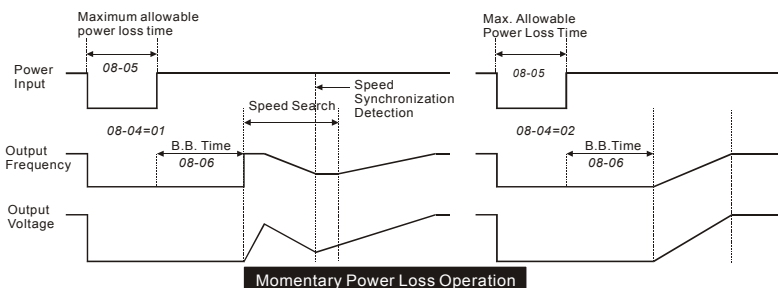 Maximum allowable
power loss time
Max. Allowable
Power Loss Time
Power
Input
08-05
08-05
Speed
Synchronization
Detection
Speed Search
08-04=01
08-04=02
Output
Frequency
B.B. Time
08-06
B.B.Time
08-06
Output
Voltage
Momentary Power Loss Operation